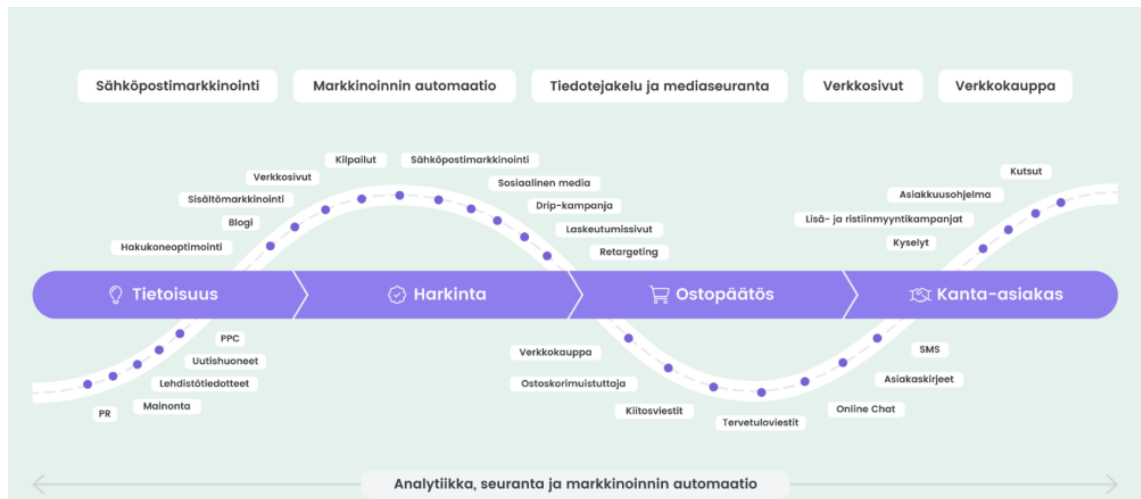 Sähköpostimarkkinointi
Markkinoinnin automaatio
Tiedotejakelu ja mediaseuranta
Verkkosivut
Verkkokauppa
Kilpailut
Sähköpostimarkkinointi
Verkkosivut
Sosiaalinen media
Sisältömarkkinointi
Drip-kampanja
Blogi
Laskeutumissivut
Hakukoneoptimointi
Retargeting
Kutsut
Asiakkuusohjelma
Lisä- ja ristiinmyyntikampanjat
Kyselyt
Tietoisuus
Harkinta
Ostopäätös
Kanta-asiakas
PPC
Uutishuoneet
Lehdistötiedotteet
Mainonta
PR
Verkkokauppa
Ostoskorimuistuttaja
Kiitosviestit
Tervetuloviestit
Online Chat
Asiakaskirjeet
SMS
Analytiikka, seuranta ja markkinoinnin automaatio